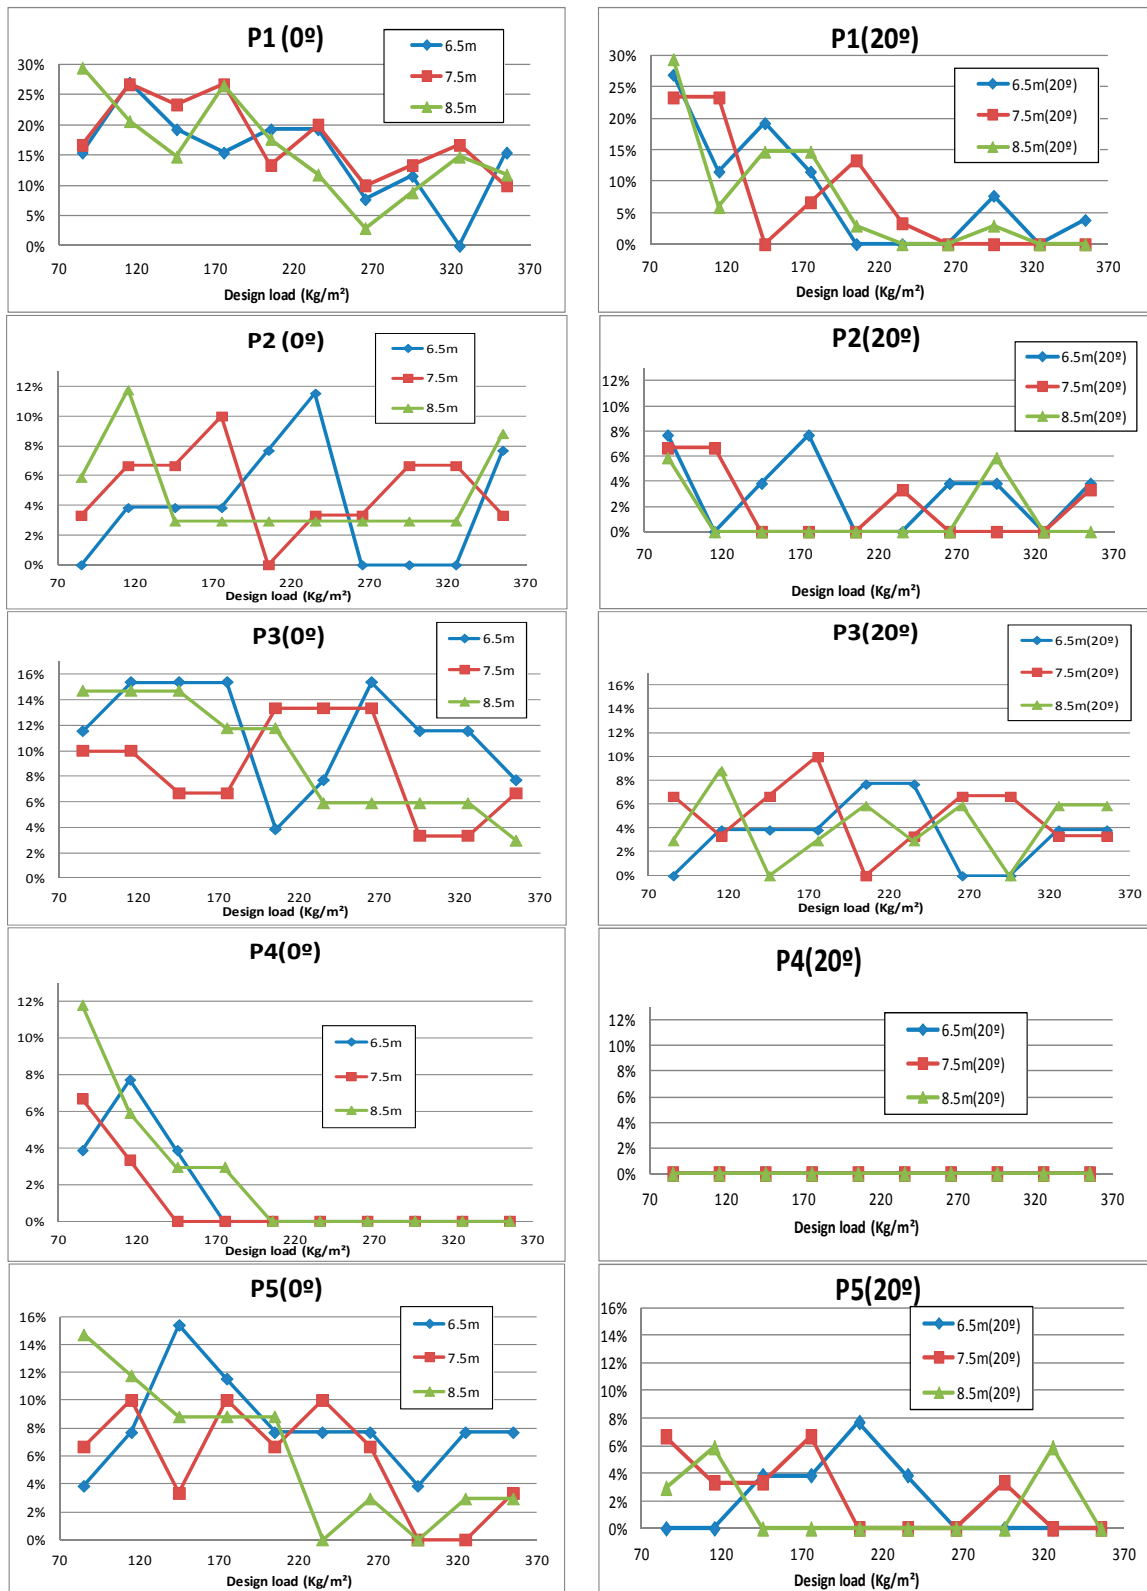 P1 (0º)
6.5m
7.5m
8.5m
30%
25%
20%
15%
10%
5%
0%
70 120 170 220 270 320 370
Design load (Kg/m²)
P1(20º)
6.5m(20º)
7.5m(20º)
8.5m(20º)
30%
25%
20%
15%
10%
5%
0%
70 120 170 220 270 320 370
Design load (Kg/m²)
P2 (0º)
6.5m
7.5m
8.5m
12%
10%
8%
6%
4%
2%
0%
70 120 170 220 270 320 370
Design load (Kg/m²)
P2(20º)
6.5m(20º)
7.5m(20º)
8.5m(20º)
12%
10%
8%
6%
4%
2%
0%
70 120 170 220 270 320 370
Design load (Kg/m²)
P3(0º)
6.5m
7.5m
8.5m
16%
14%
12%
10%
8%
6%
4%
2%
0%
70 120 170 220 270 320 370
Design load (Kg/m²)
P3(20º)
6.5m(20º)
7.5m(20º)
8.5m(20º)
16%
14%
12%
10%
8%
6%
4%
2%
0%
70 120 170 220 270 320 370
Design load (Kg/m²)
P4(0º)
6.5m
7.5m
8.5m
12%
10%
8%
6%
4%
2%
0%
70 120 170 220 270 320 370
Design load (Kg/m²)
P4(20º)
6.5m(20º)
7.5m(20º)
8.5m(20º)
12%
10%
8%
6%
4%
2%
0%
70 120 170 220 270 320 370
Design load (Kg/m²)
P5(0º)
6.5m
7.5m
8.5m
16%
14%
12%
10%
8%
6%
4%
2%
0%
70 120 170 220 270 320 370
Design load (Kg/m²)
P5(20º)
6.5m(20º)
7.5m(20º)
8.5m(20º)
16%
14%
12%
10%
8%
6%
4%
2%
0%
70 120 170 220 270 320 370
Design load (Kg/m²)